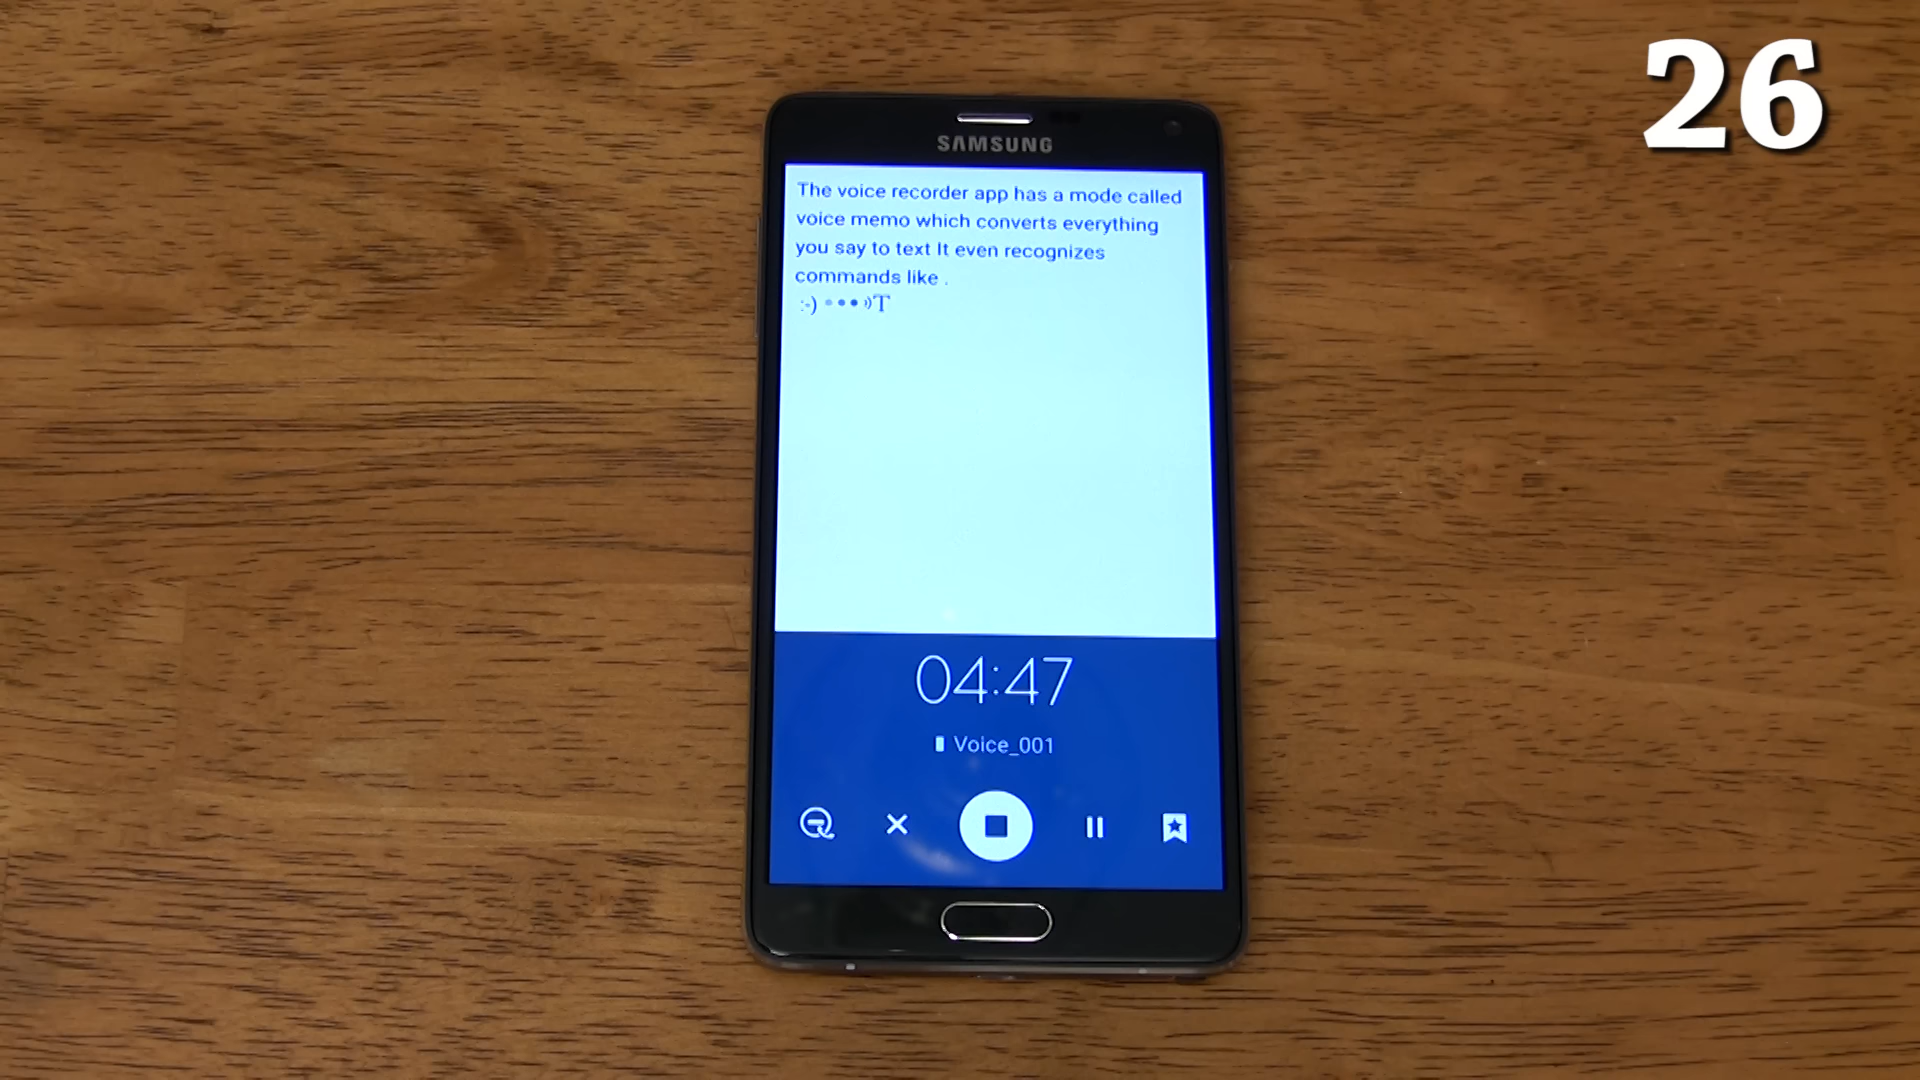 26
SAMSUNG
The voice recorder app has a mode called
voice memo which converts everything
you say to text It even recognizes
commands like .
:-) •••»T
04:47
Voice_001